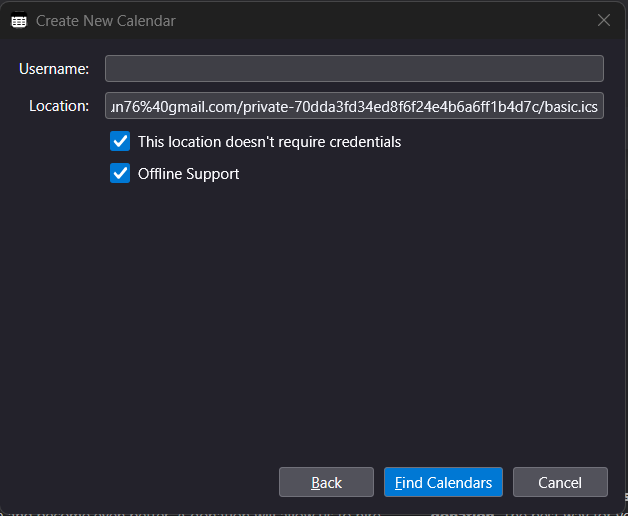 Create New Calendar
Username:
Location: un76%40gmail.com/private-70dda3fd34ed8f6f24e4b6a6ff1b4d7c/basic.ics
This location doesn't require credentials
Offline Support
Back Find Calendars Cancel